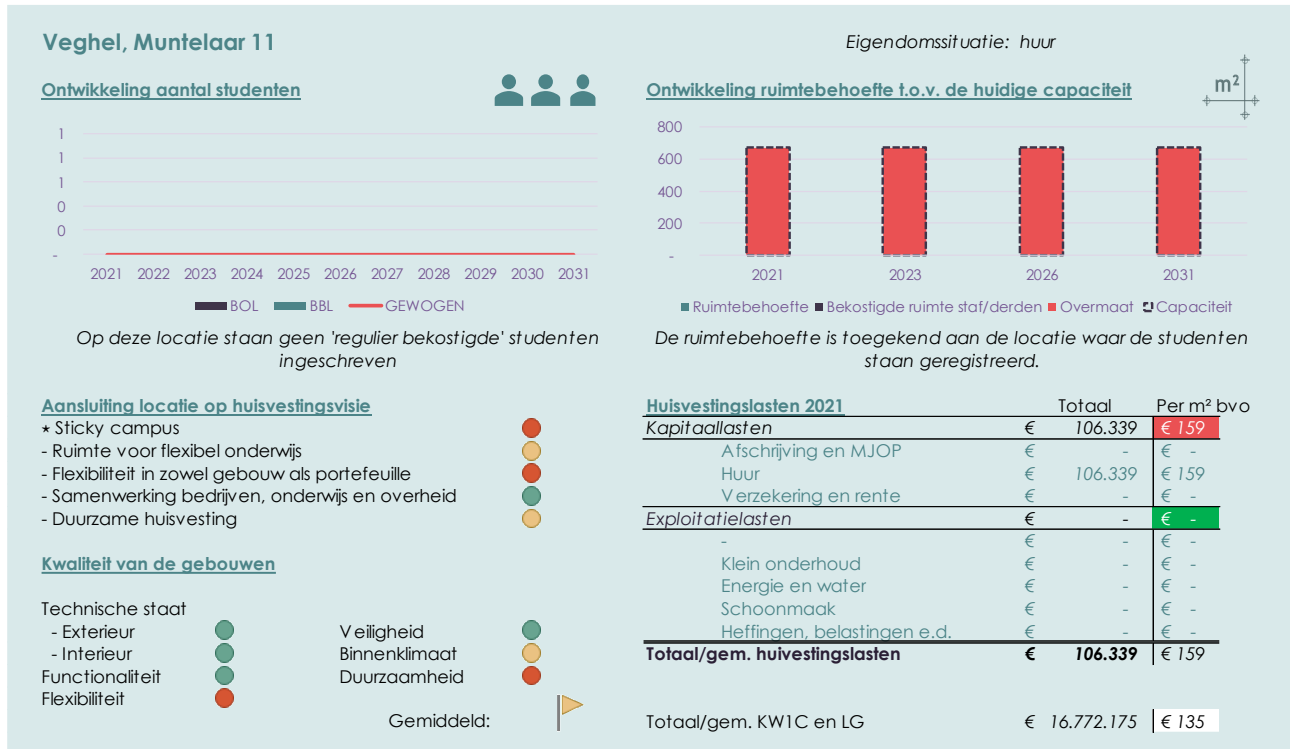 Veghel, Muntelaar 11
Eigendomssituatie: huur
Ontwikkeling aantal studenten
1
1
1
0
0
-
2021 2022 2023 2024 2025 2026 2027 2028 2029 2030 2031
BOL BBL GEWOGEN
Op deze locatie staan geen 'regulier bekostigde' studenten
ingeschreven
Ontwikkeling ruimtebehoefte t.o.v. de huidige capaciteit
m²
800
600
400
200
-
2021 2023 2026 2031
Ruimtebehoefte Bekostigde ruimte staf/derden Overmaat Capaciteit
De ruimtebehoefte is toegekend aan de locatie waar de studenten
staan geregistreerd.
Aansluiting locatie op huisvestingsvisie
* Sticky campus
- Ruimte voor flexibel onderwijs
- Flexibiliteit in zowel gebouw als portefeuille
- Samenwerking bedrijven, onderwijs en overheid
- Duurzame huisvesting
Kwaliteit van de gebouwen
Technische staat
- Exterieur Veiligheid
- Interieur Binnenklimaat
Functionaliteit Duurzaamheid
Flexibiliteit
Gemiddeld:
Huisvestingslasten 2021 Totaal Per m² bvo
Kapitaallasten € 106.339 € 159
Afschrijving en MJOP € - € -
Huur € 106.339 € 159
Verzekering en rente € - € -
Exploitatielasten € - € -
- € - € -
Klein onderhoud € - € -
Energie en water € - € -
Schoonmaak € - € -
Heffingen, belastingen e.d. € - € -
Totaal/gem. huivestingslasten € 106.339 € 159
Totaal/gem. KW1C en LG € 16.772.175 € 135